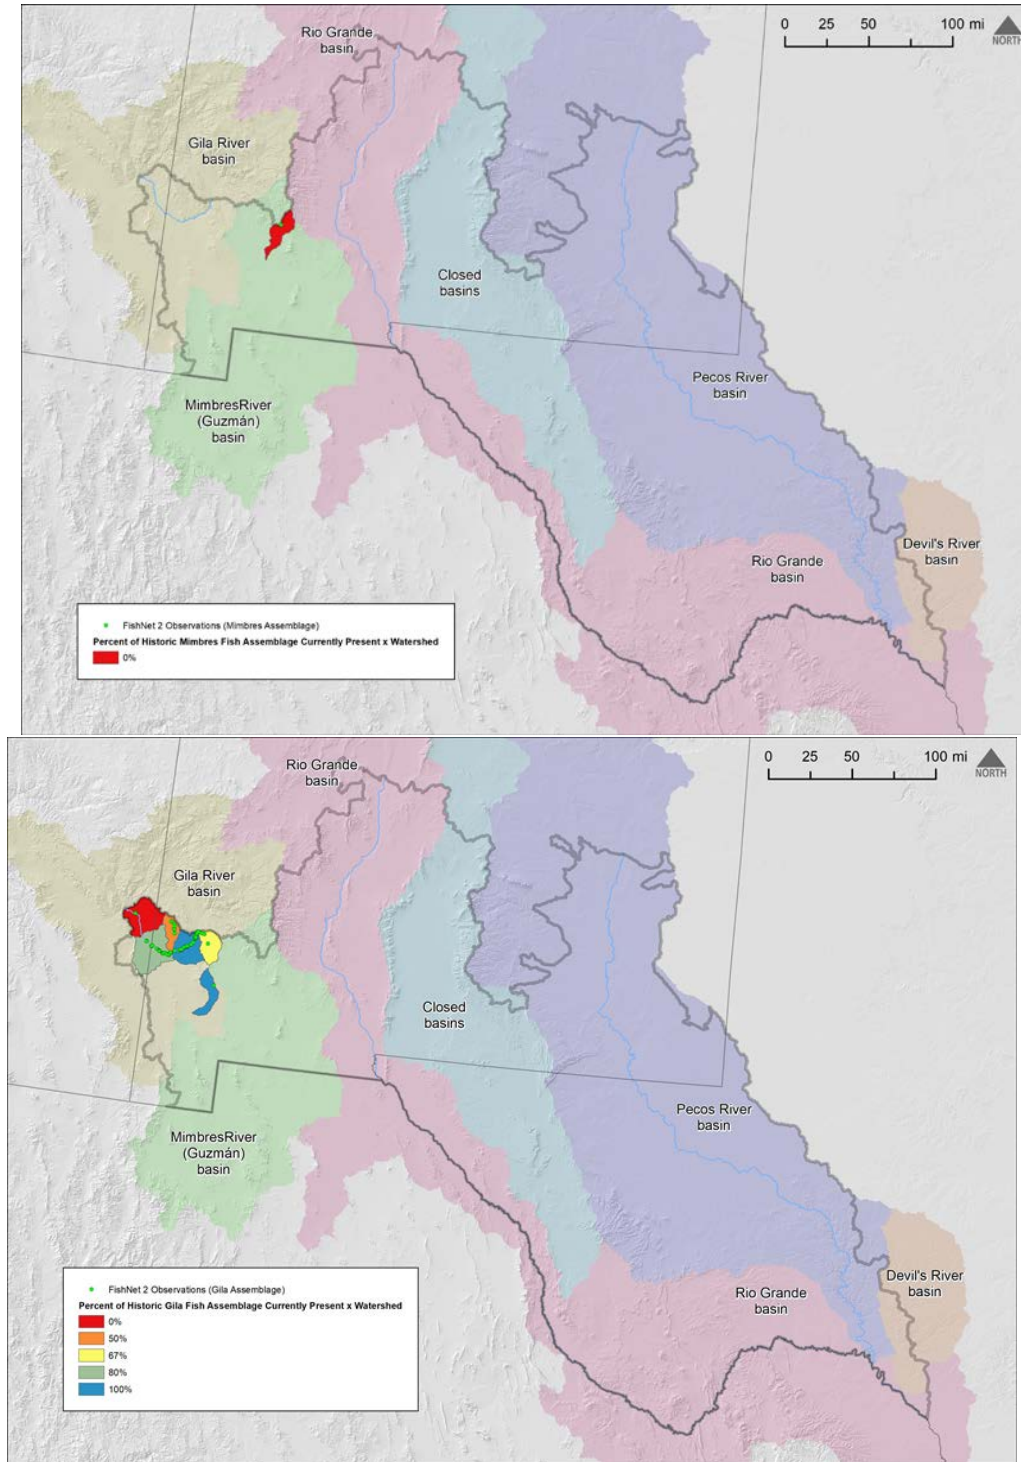 Rio Grande
basin
0 25 50 100 mi
NORTH
Gila River
basin
Closed
basins
Pecos River
basin
MimbresRiver
(Guzmán)
basin
Devil's River
basin
Rio Grande
basin
FishNet 2 Observations (Mimbres Assemblage)
Percent of Historic Mimbres Fish Assemblage Currently Present x Watershed
0%
Rio Grande
basin
0 25 50 100 mi
NORTH
Gila River
basin
Closed
basins
Pecos River
basin
MimbresRiver
(Guzmán)
basin
Devil's River
basin
Rio Grande
basin
FishNet 2 Observations (Gila Assemblage)
Percent of Historic Gila Fish Assemblage Currently Present x Watershed
0%
50%
67%
80%
100%